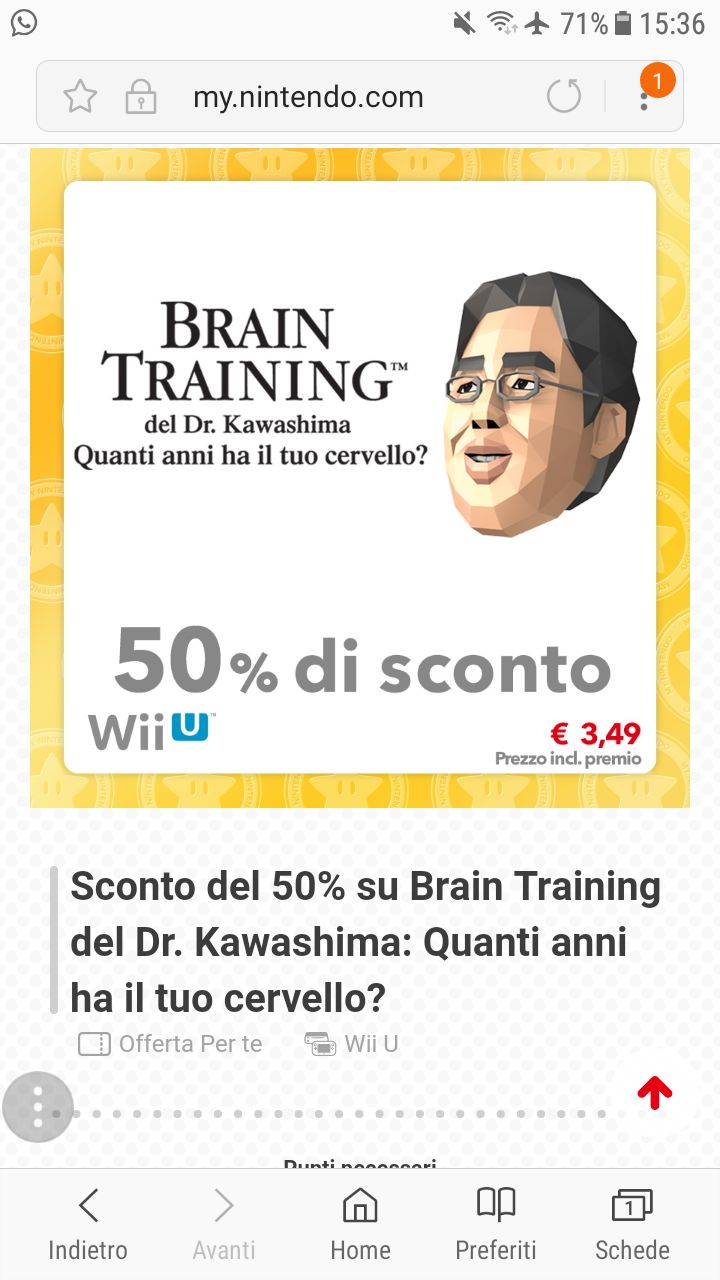 71% 15:36
my.nintendo.com
1
BRAIN
TRAINING™
del Dr. Kawashima
Quanti anni ha il tuo cervello?
50% di sconto
Wii U™
€ 3,49
Prezzo incl. premio
Sconto del 50% su Brain Training
del Dr. Kawashima: Quanti anni
ha il tuo cervello?
Offerta Per te Wii U
Punti necessari
1
Indietro Avanti Home Preferiti Schede